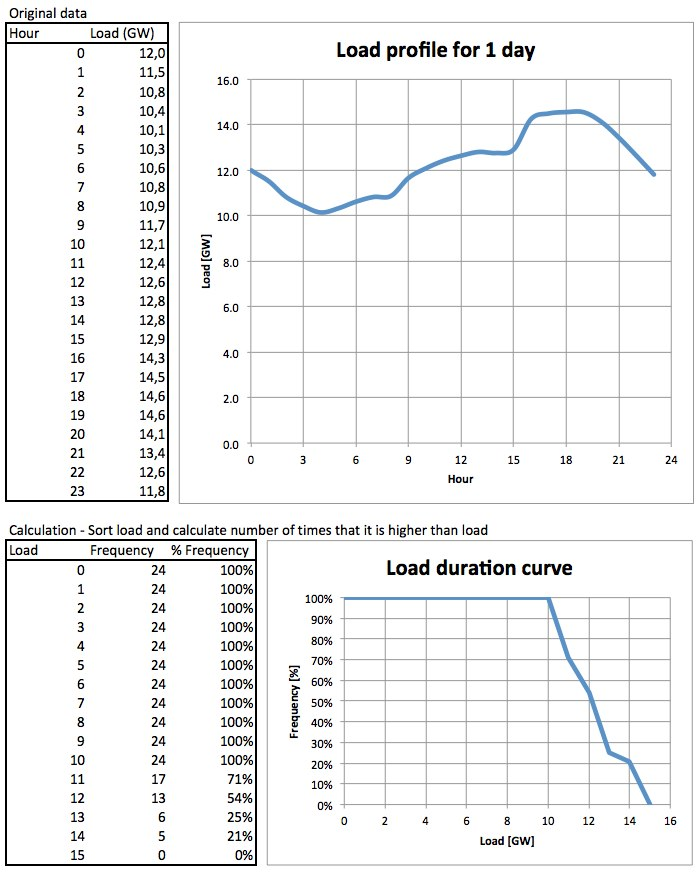 Original data
Hour Load (GW)
0 12,0
1 11,5
2 10,8
3 10,4
4 10,1
5 10,3
6 10,6
7 10,8
8 10,9
9 11,7
10 12,1
11 12,4
12 12,6
13 12,8
14 12,8
15 12,9
16 14,3
17 14,5
18 14,6
19 14,6
20 14,1
21 13,4
22 12,6
23 11,8
Load profile for 1 day
16.0
14.0
12.0
10.0
8.0
6.0
4.0
2.0
0.0
Load [GW]
0 3 6 9 12 15 18 21 24
Hour
Calculation - Sort load and calculate number of times that it is higher than load
Load Frequency % Frequency
0 24 100%
1 24 100%
2 24 100%
3 24 100%
4 24 100%
5 24 100%
6 24 100%
7 24 100%
8 24 100%
9 24 100%
10 24 100%
11 17 71%
12 13 54%
13 6 25%
14 5 21%
15 0 0%
Load duration curve
100%
90%
80%
70%
60%
50%
40%
30%
20%
10%
0%
Frequency [%]
0 2 4 6 8 10 12 14 16
Load [GW]